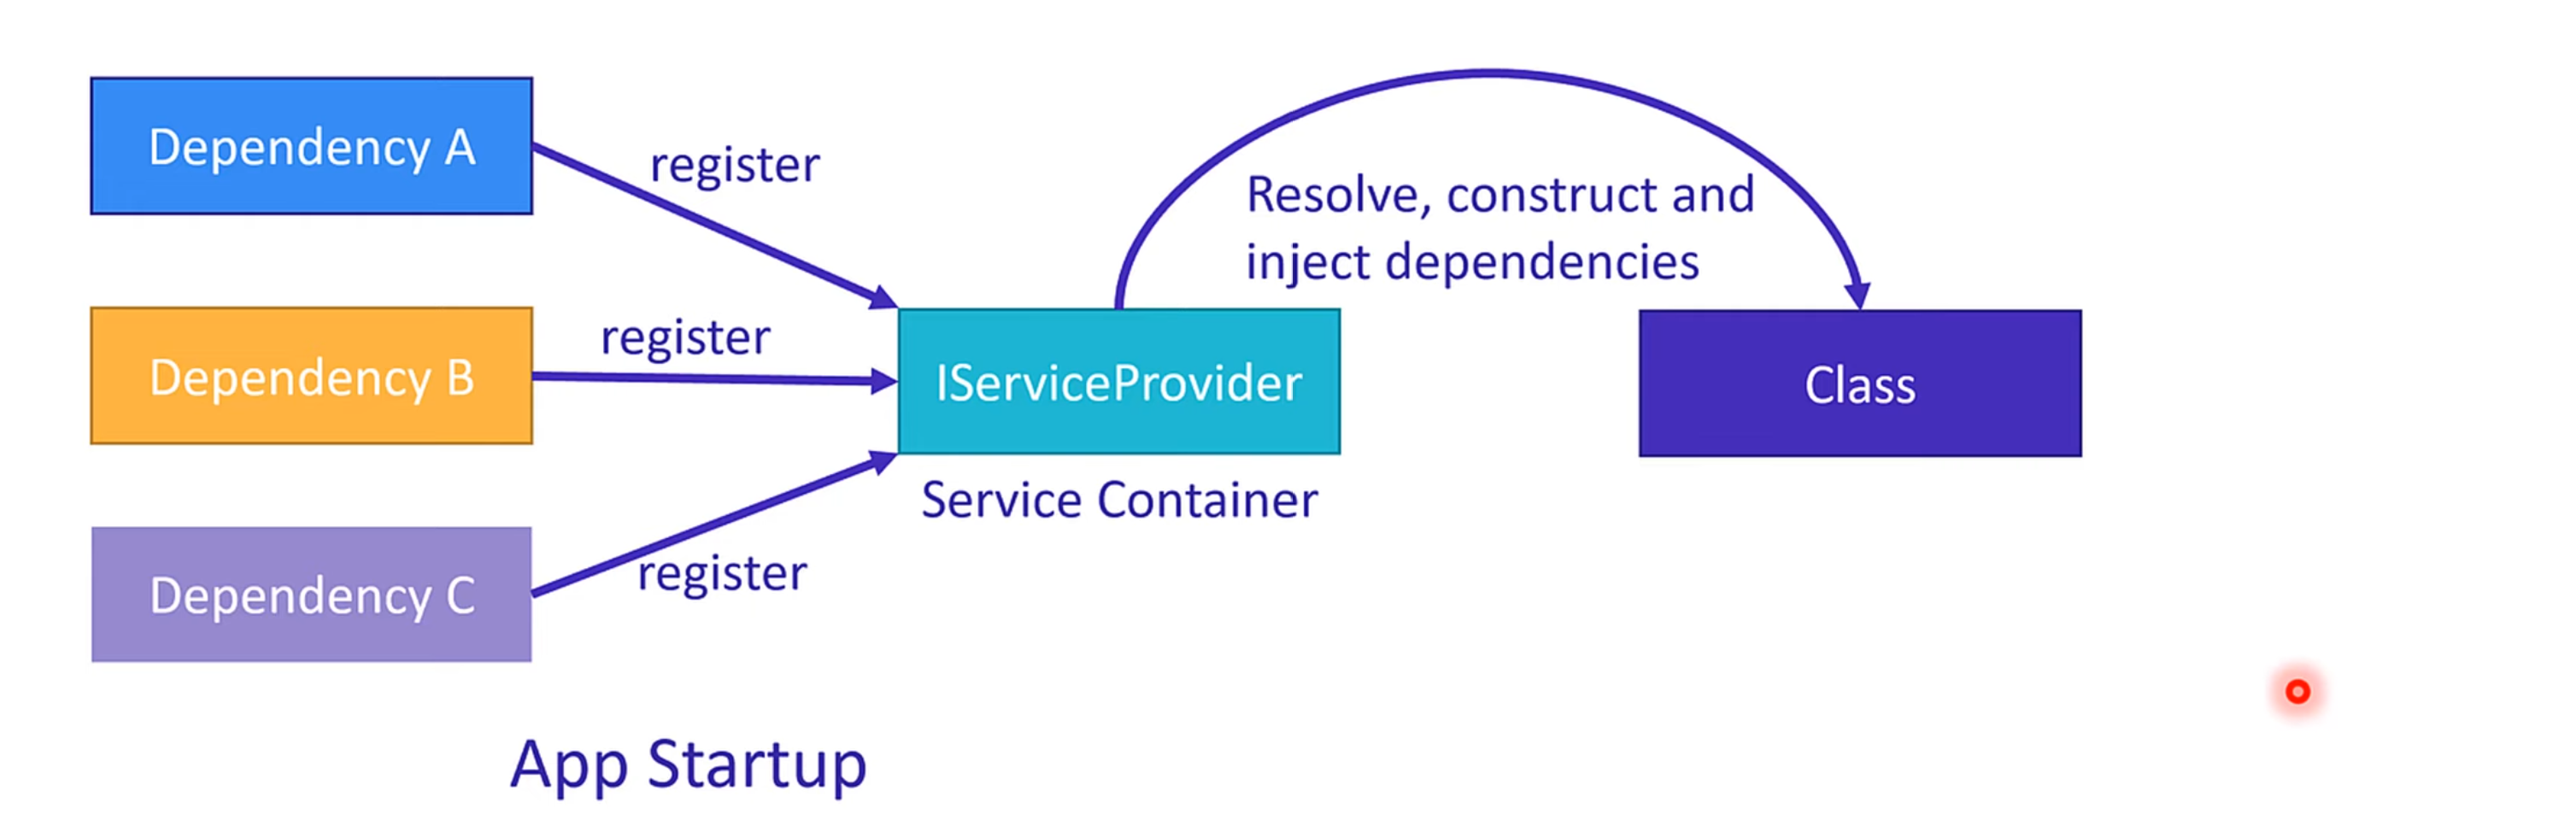 Dependency A
register
Resolve, construct and
inject dependencies
Dependency B
register
IServiceProvider
Class
Service Container
Dependency C
register
App Startup